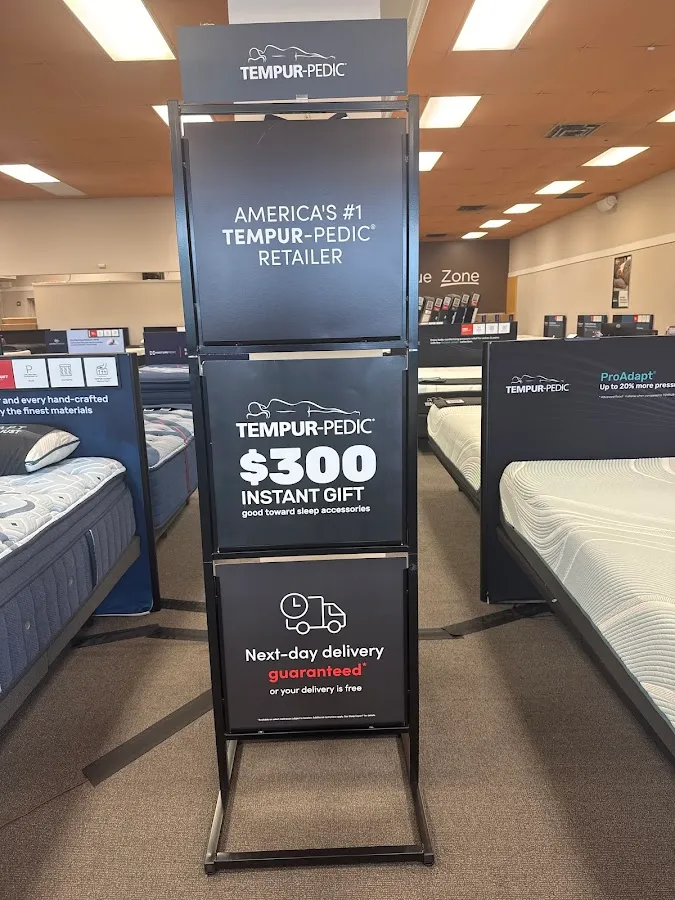 TEMPUR-PEDIC®
AMERICA'S #1
TEMPUR-PEDIC®
RETAILER
TEMPUR-PEDIC®
$300
INSTANT GIFT
good toward sleep accessories
Next-day delivery
guaranteed*
or your delivery is free
ue Zone
and every hand-crafted
y the finest materials
TEMPUR-PEDIC
ProAdapt®
Up to 20% more press